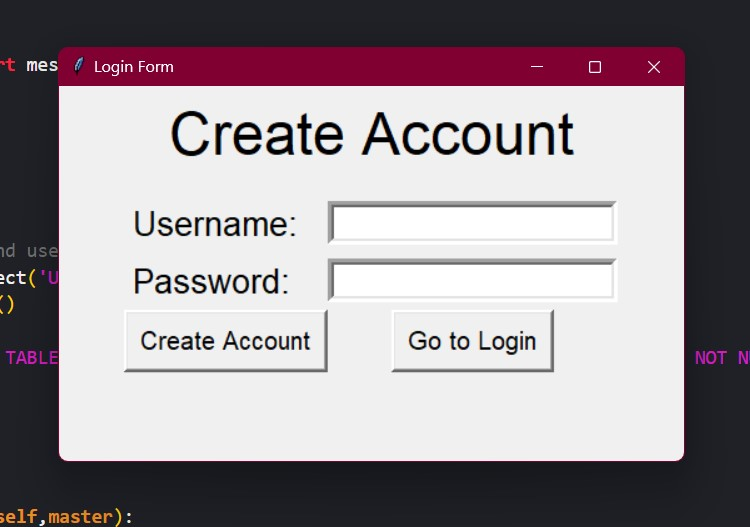 rt mes
Login Form
Create Account
Username:
nd use
Password:
ect('U
()
Create Account
Go to Login
TABLE
NOT N
self,master):